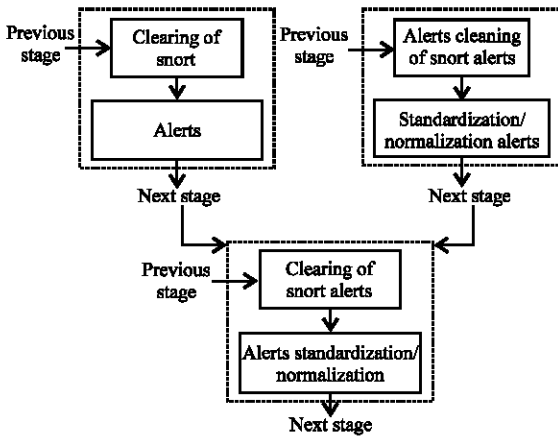 Previous
stage
Clearing of
snort
Alerts
Next stage
Previous
stage
Alerts cleaning
of snort alerts
Standardization/
normalization alerts
Next stage
Previous
stage
Clearing of
snort alerts
Alerts standardization/
normalization
Next stage